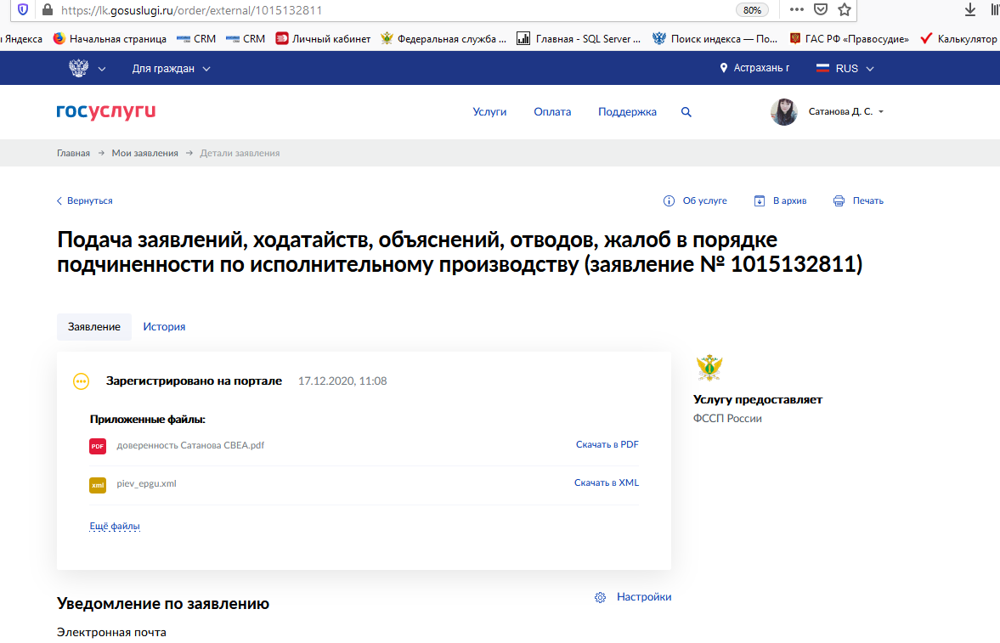 https://lk.gosuslugi.ru/order/external/1015132811 80%
Яндекса Начальная страница CRM CRM Личный кабинет Федеральная служба ... Главная - SQL Server ... Поиск индекса — По... ГАС РФ «Правосудие» Калькулятор
Для граждан Астрахань г RUS
госуслуги Услуги Оплата Поддержка Сатанова Д. С.
Главная → Мои заявления → Детали заявления
Вернуться Об услуге В архив Печать
Подача заявлений, ходатайств, объяснений, отводов, жалоб в порядке
подчиненности по исполнительному производству (заявление № 1015132811)
Заявление История
Зарегистрировано на портале 17.12.2020, 11:08
Приложенные файлы:
PDF доверенность Сатанова СВЕА.pdf Скачать в PDF
xml piev_epgu.xml Скачать в XML
Ещё файлы
Услугу предоставляет
ФССП России
Уведомление по заявлению Настройки
Электронная почта